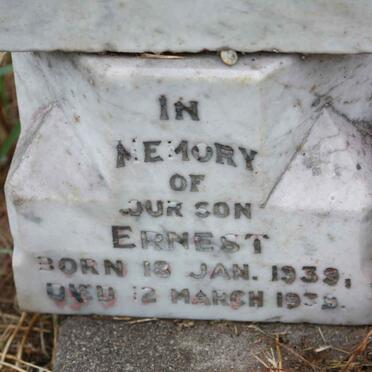 IN
MEMORY
OF
OUR SON
ERNEST
BORN 18 JAN. 1939,
DIED 12 MARCH 1939